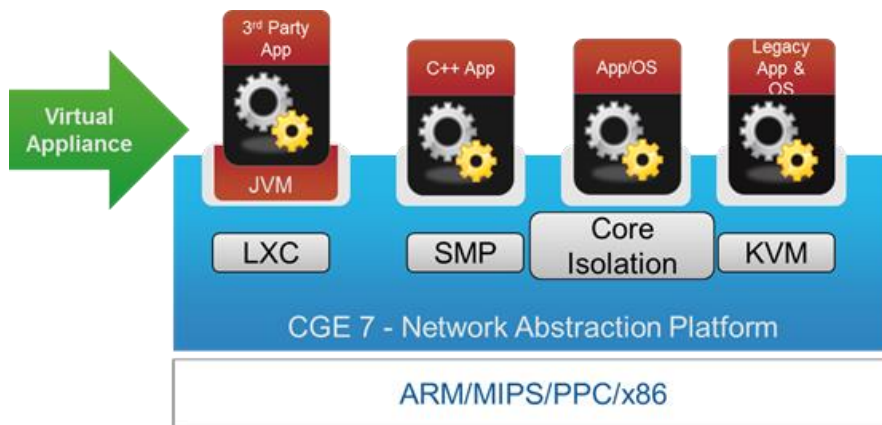 Virtual
Appliance
3rd Party
App
JVM
C++ App
App/OS
Legacy
App &
OS
LXC
SMP
Core
Isolation
KVM
CGE 7 - Network Abstraction Platform
ARM/MIPS/PPC/x86